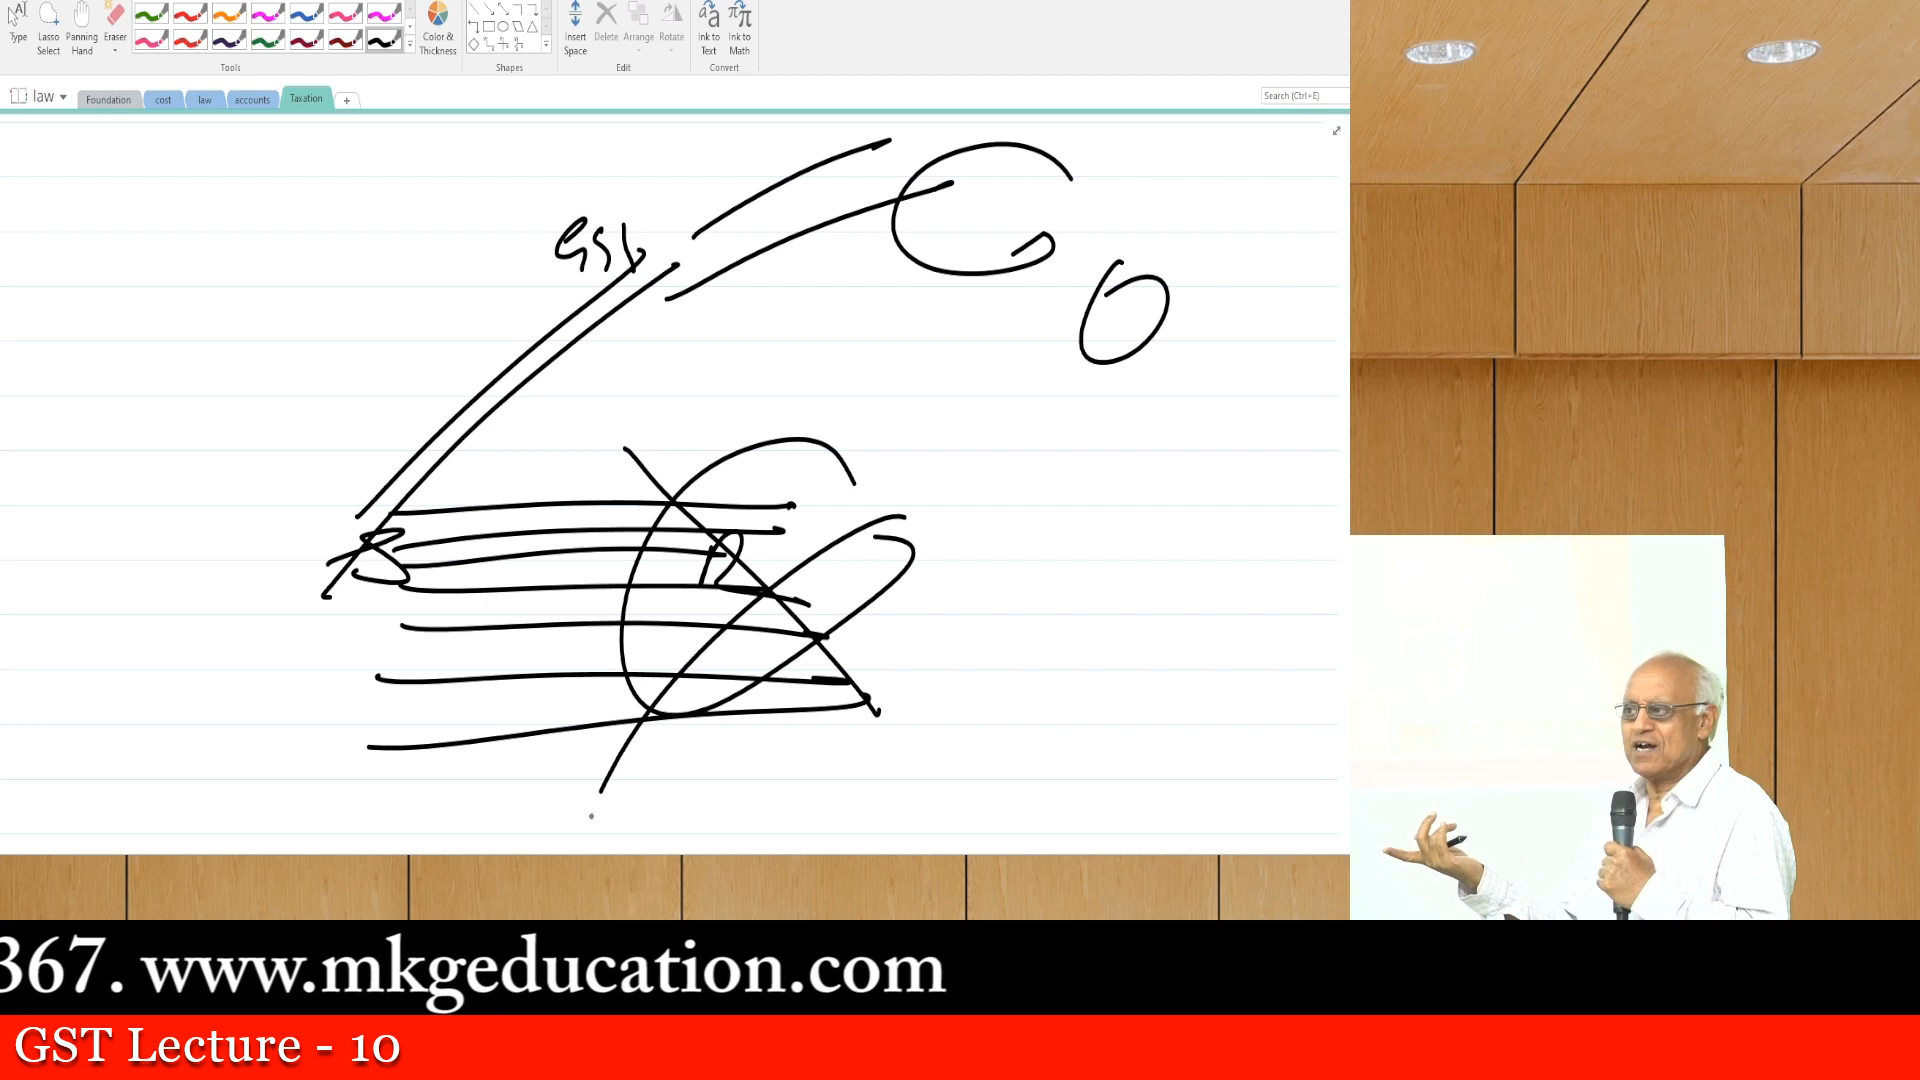 Type
Lasso Select
Panning Hand
Eraser
Color & Thickness
Insert Space
Delete
Arrange
Rotate
Ink to Text
Ink to Math
Tools
Shapes
Edit
Convert
law
Foundation
cost
law
accounts
Taxation
Search (Ctrl+E)
GST
367. www.mkgeducation.com
GST Lecture - 10